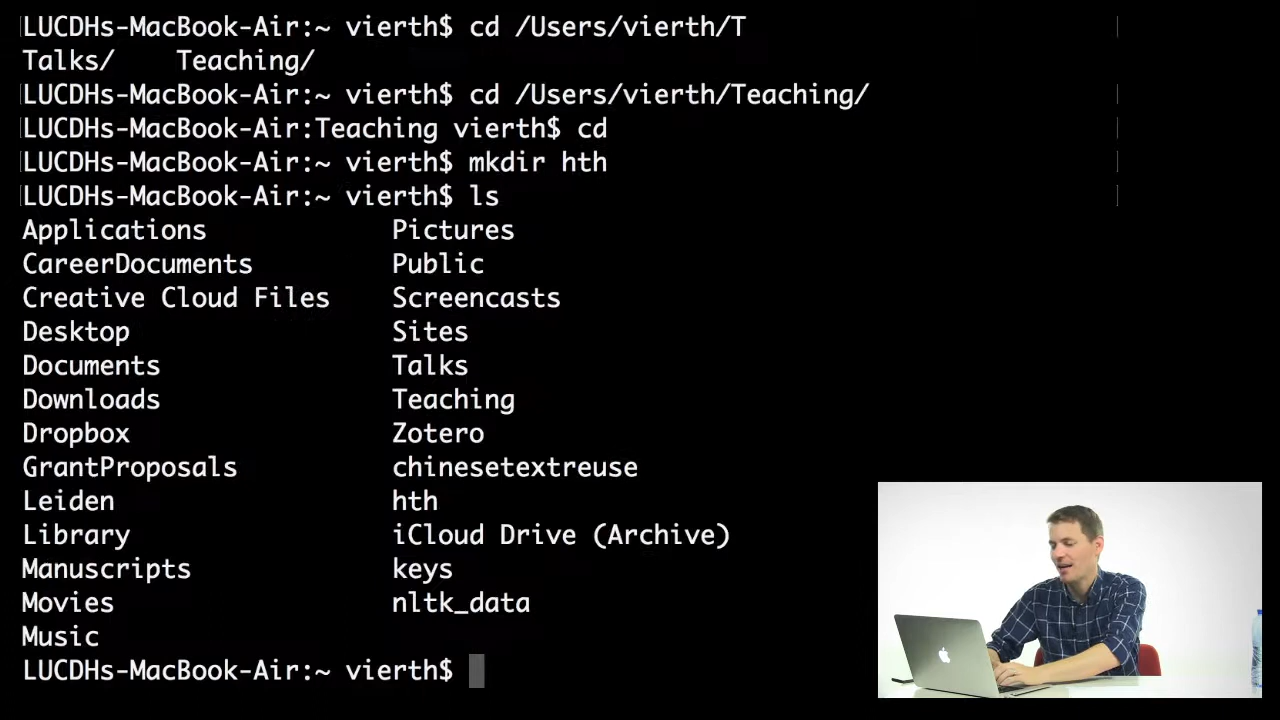 LUCDHs-MacBook-Air:~ vierth$ cd /Users/vierth/T
Talks/    Teaching/
LUCDHs-MacBook-Air:~ vierth$ cd /Users/vierth/Teaching/
LUCDHs-MacBook-Air:Teaching vierth$ cd
LUCDHs-MacBook-Air:~ vierth$ mkdir hth
LUCDHs-MacBook-Air:~ vierth$ ls
Applications            Pictures
CareerDocuments         Public
Creative Cloud Files    Screencasts
Desktop                 Sites
Documents               Talks
Downloads               Teaching
Dropbox                 Zotero
GrantProposals          chinesetextreuse
Leiden                  hth
Library                 iCloud Drive (Archive)
Manuscripts             keys
Movies                  nltk_data
Music
LUCDHs-MacBook-Air:~ vierth$